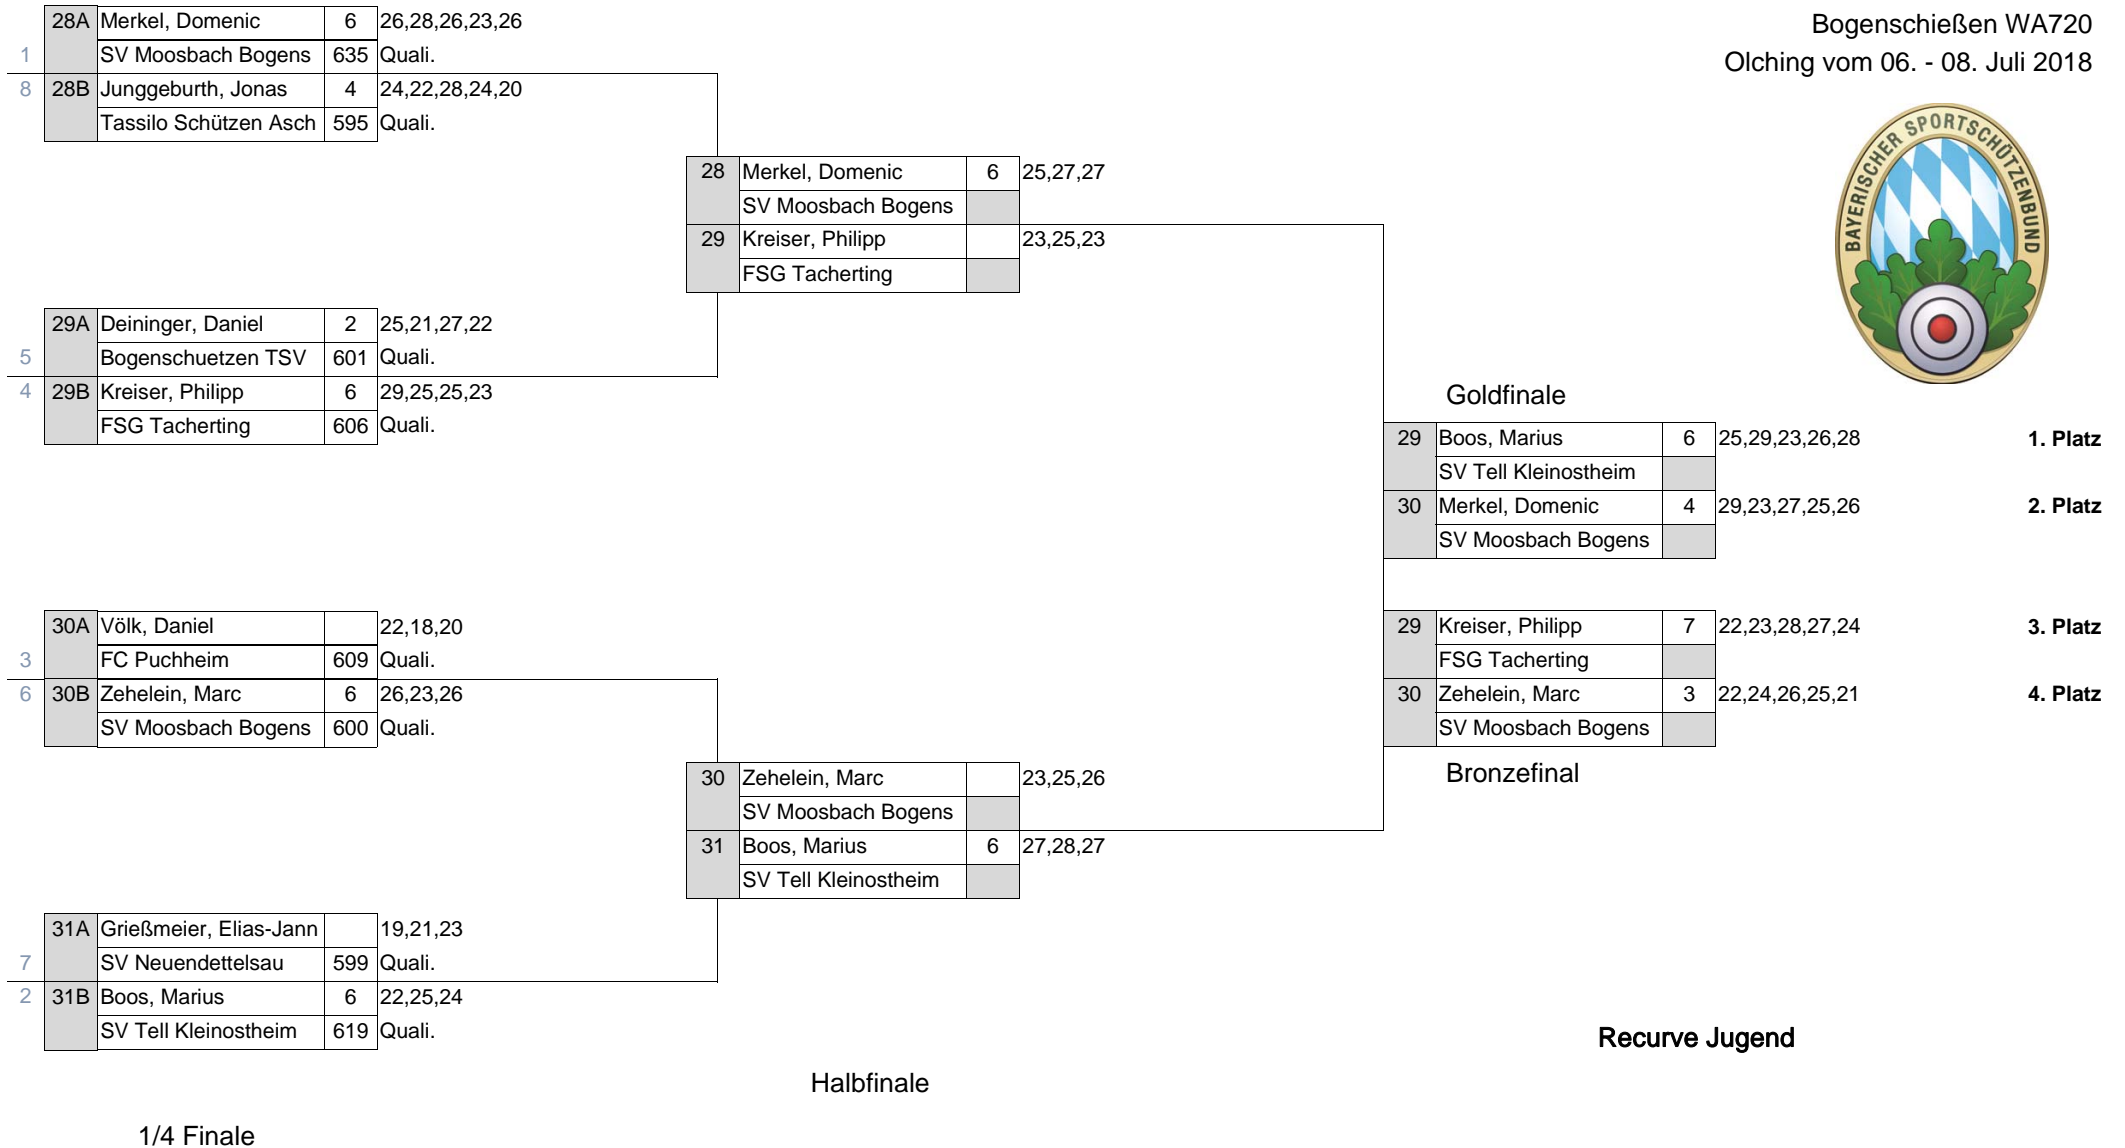 Bogenschießen WA720
Olching vom 06. - 08. Juli 2018
BAYERISCHER SPORTSCHÜTZENBUND
28A Merkel, Domenic 6 26,28,26,23,26
1 SV Moosbach Bogens 635 Quali.
8 28B Junggeburth, Jonas 4 24,22,28,24,20
Tassilo Schützen Asch 595 Quali.
29A Deininger, Daniel 2 25,21,27,22
5 Bogenschuetzen TSV 601 Quali.
4 29B Kreiser, Philipp 6 29,25,25,23
FSG Tacherting 606 Quali.
30A Völk, Daniel 22,18,20
3 FC Puchheim 609 Quali.
6 30B Zehelein, Marc 6 26,23,26
SV Moosbach Bogens 600 Quali.
31A Grießmeier, Elias-Jann 19,21,23
7 SV Neuendettelsau 599 Quali.
2 31B Boos, Marius 6 22,25,24
SV Tell Kleinostheim 619 Quali.
1/4 Finale
28 Merkel, Domenic 6 25,27,27
SV Moosbach Bogens
29 Kreiser, Philipp 23,25,23
FSG Tacherting
30 Zehelein, Marc 23,25,26
SV Moosbach Bogens
31 Boos, Marius 6 27,28,27
SV Tell Kleinostheim
Halbfinale
Goldfinale
29 Boos, Marius 6 25,29,23,26,28 1. Platz
SV Tell Kleinostheim
30 Merkel, Domenic 4 29,23,27,25,26 2. Platz
SV Moosbach Bogens
29 Kreiser, Philipp 7 22,23,28,27,24 3. Platz
FSG Tacherting
30 Zehelein, Marc 3 22,24,26,25,21 4. Platz
SV Moosbach Bogens
Bronzefinal
Recurve Jugend